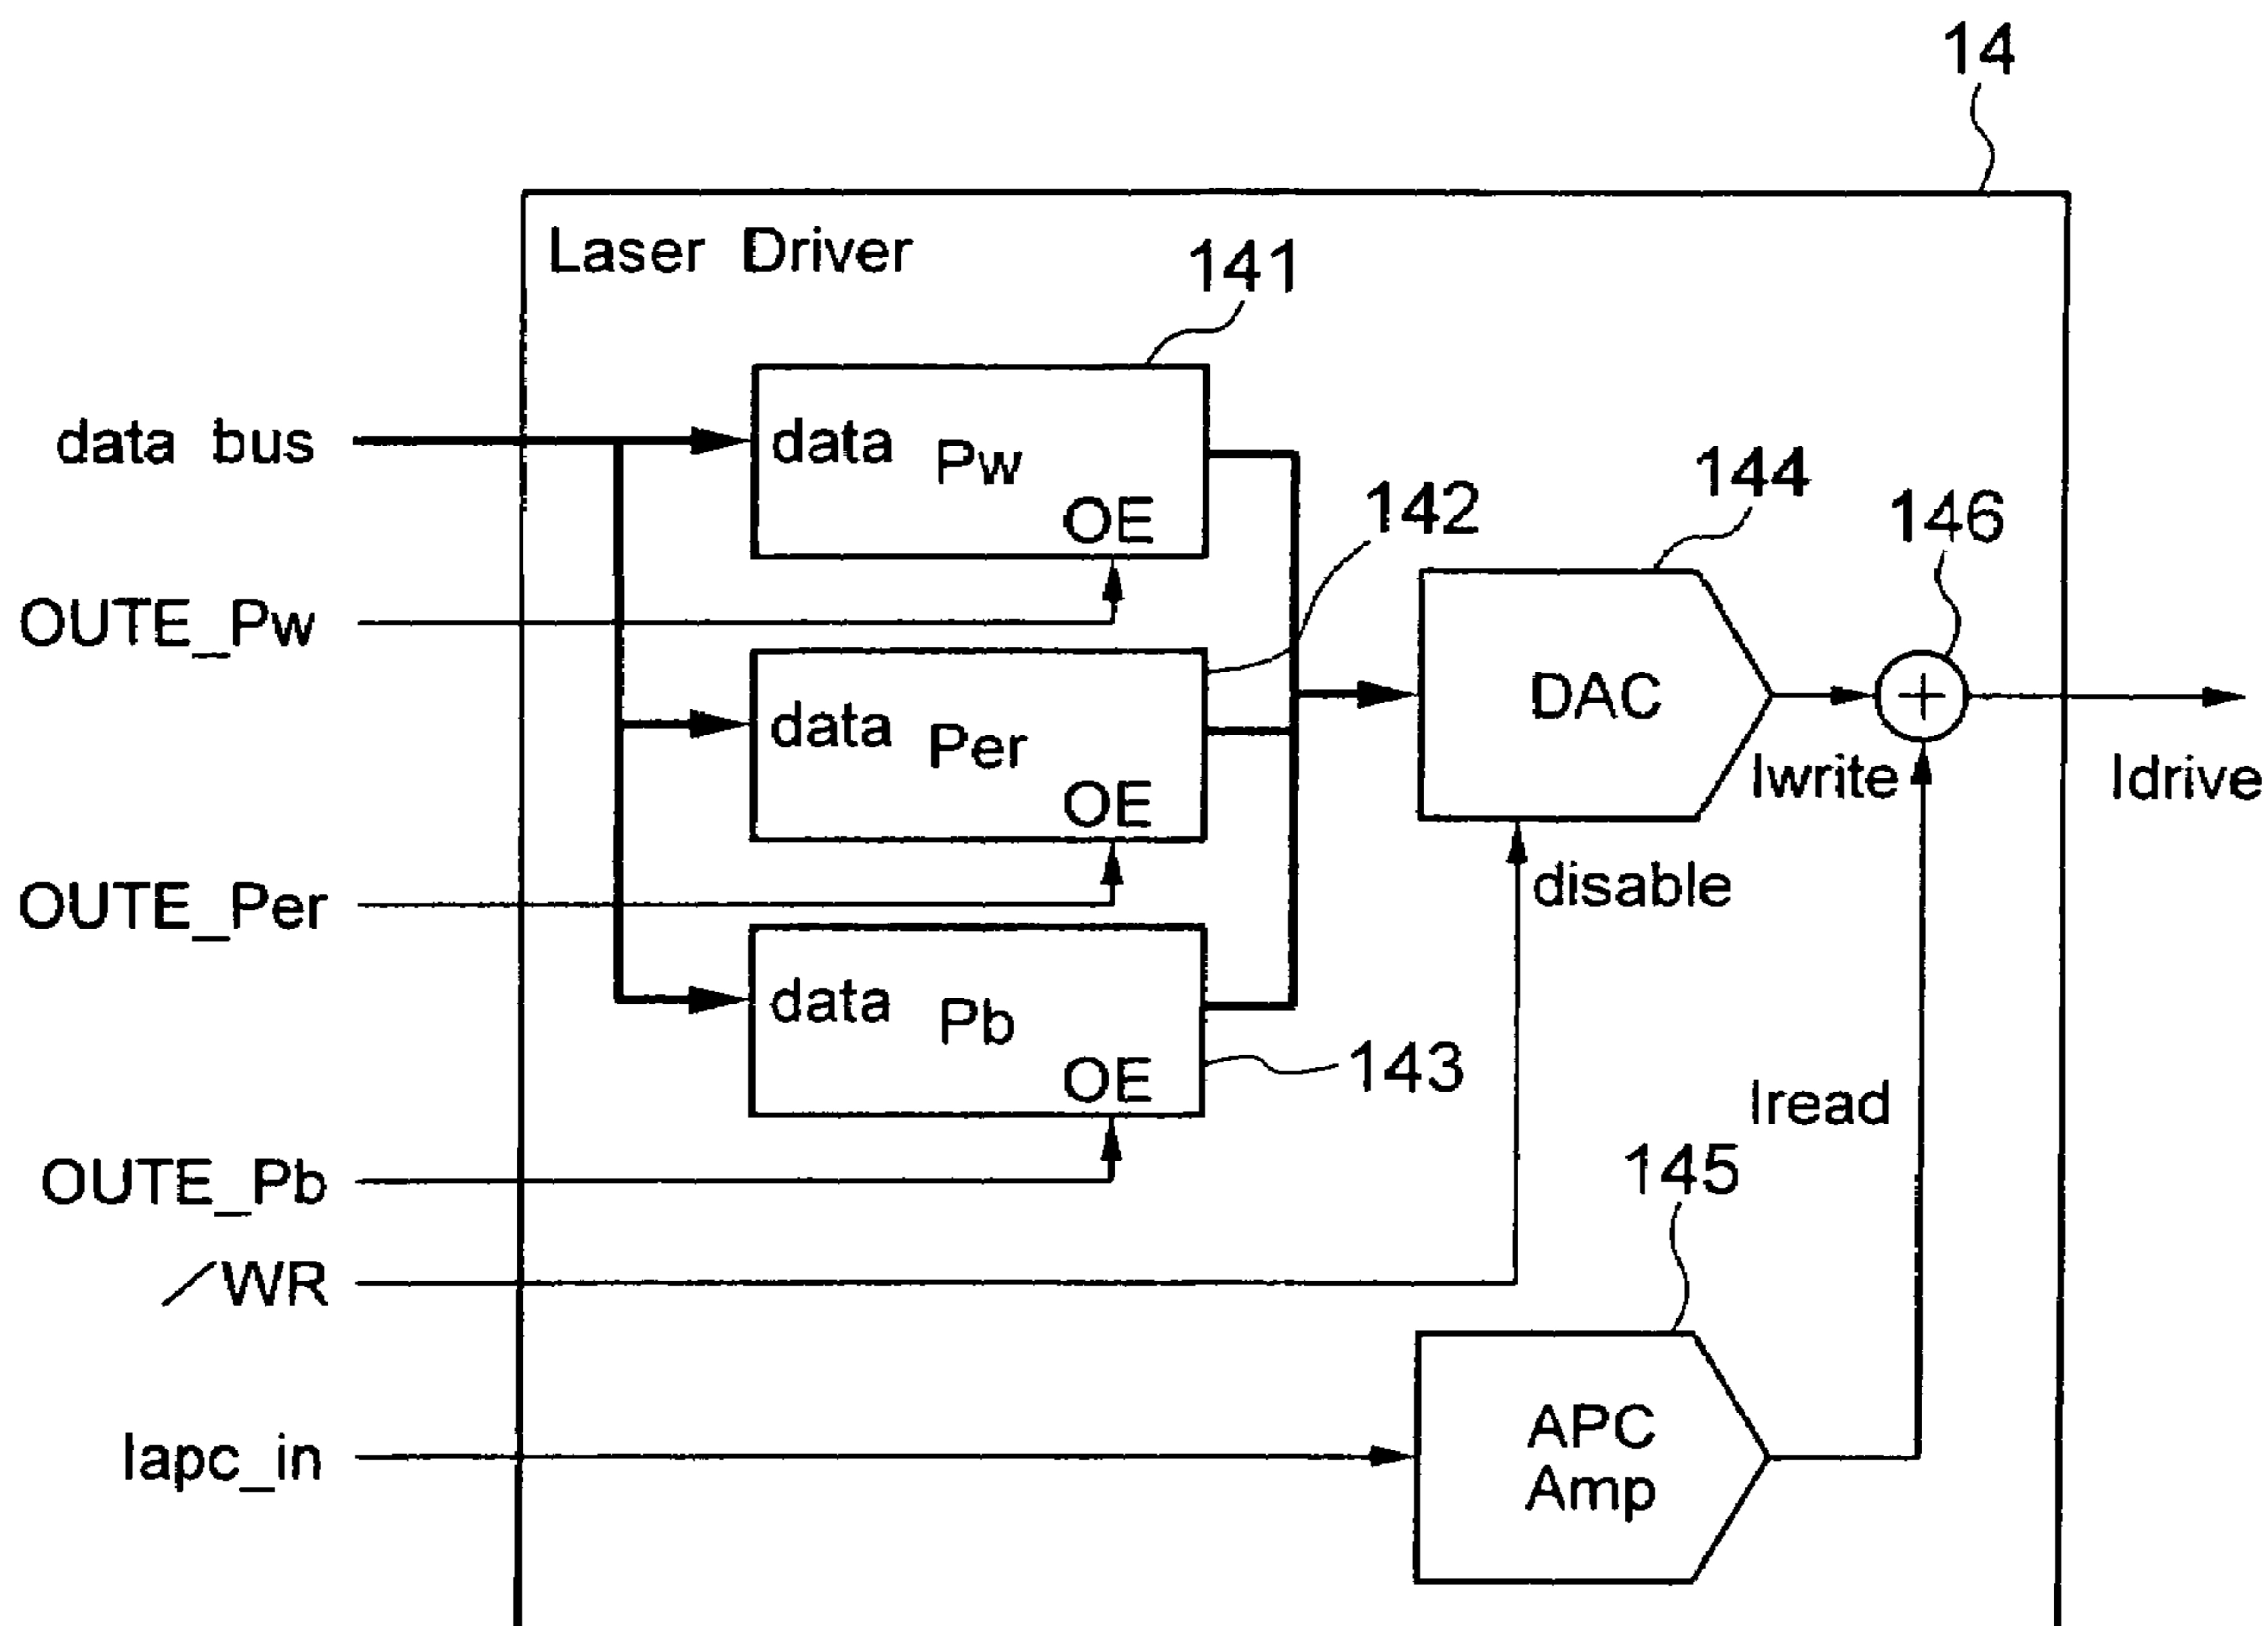 14
Laser Driver
141
data bus
data
Pw
OE
142
144
146
OUTE_Pw
data
Per
OE
DAC
Iwrite
Idrive
disable
OUTE_Per
data
Pb
OE
143
Iread
145
OUTE_Pb
/WR
APC
Amp
Iapc_in